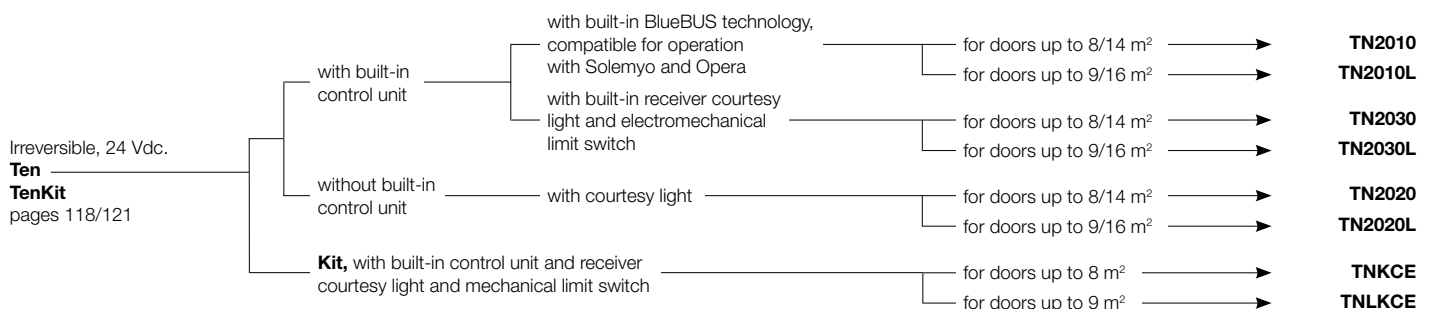 Irreversible, 24 Vdc.
Ten
TenKit
pages 118/121
with built-in
control unit
with built-in BlueBUS technology,
compatible for operation
with Solemyo and Opera
for doors up to 8/14 m²
TN2010
for doors up to 9/16 m²
TN2010L
with built-in receiver courtesy
light and electromechanical
limit switch
for doors up to 8/14 m²
TN2030
for doors up to 9/16 m²
TN2030L
without built-in
control unit
with courtesy light
for doors up to 8/14 m²
TN2020
for doors up to 9/16 m²
TN2020L
Kit, with built-in control unit and receiver
courtesy light and mechanical limit switch
for doors up to 8 m²
TNKCE
for doors up to 9 m²
TNLKCE